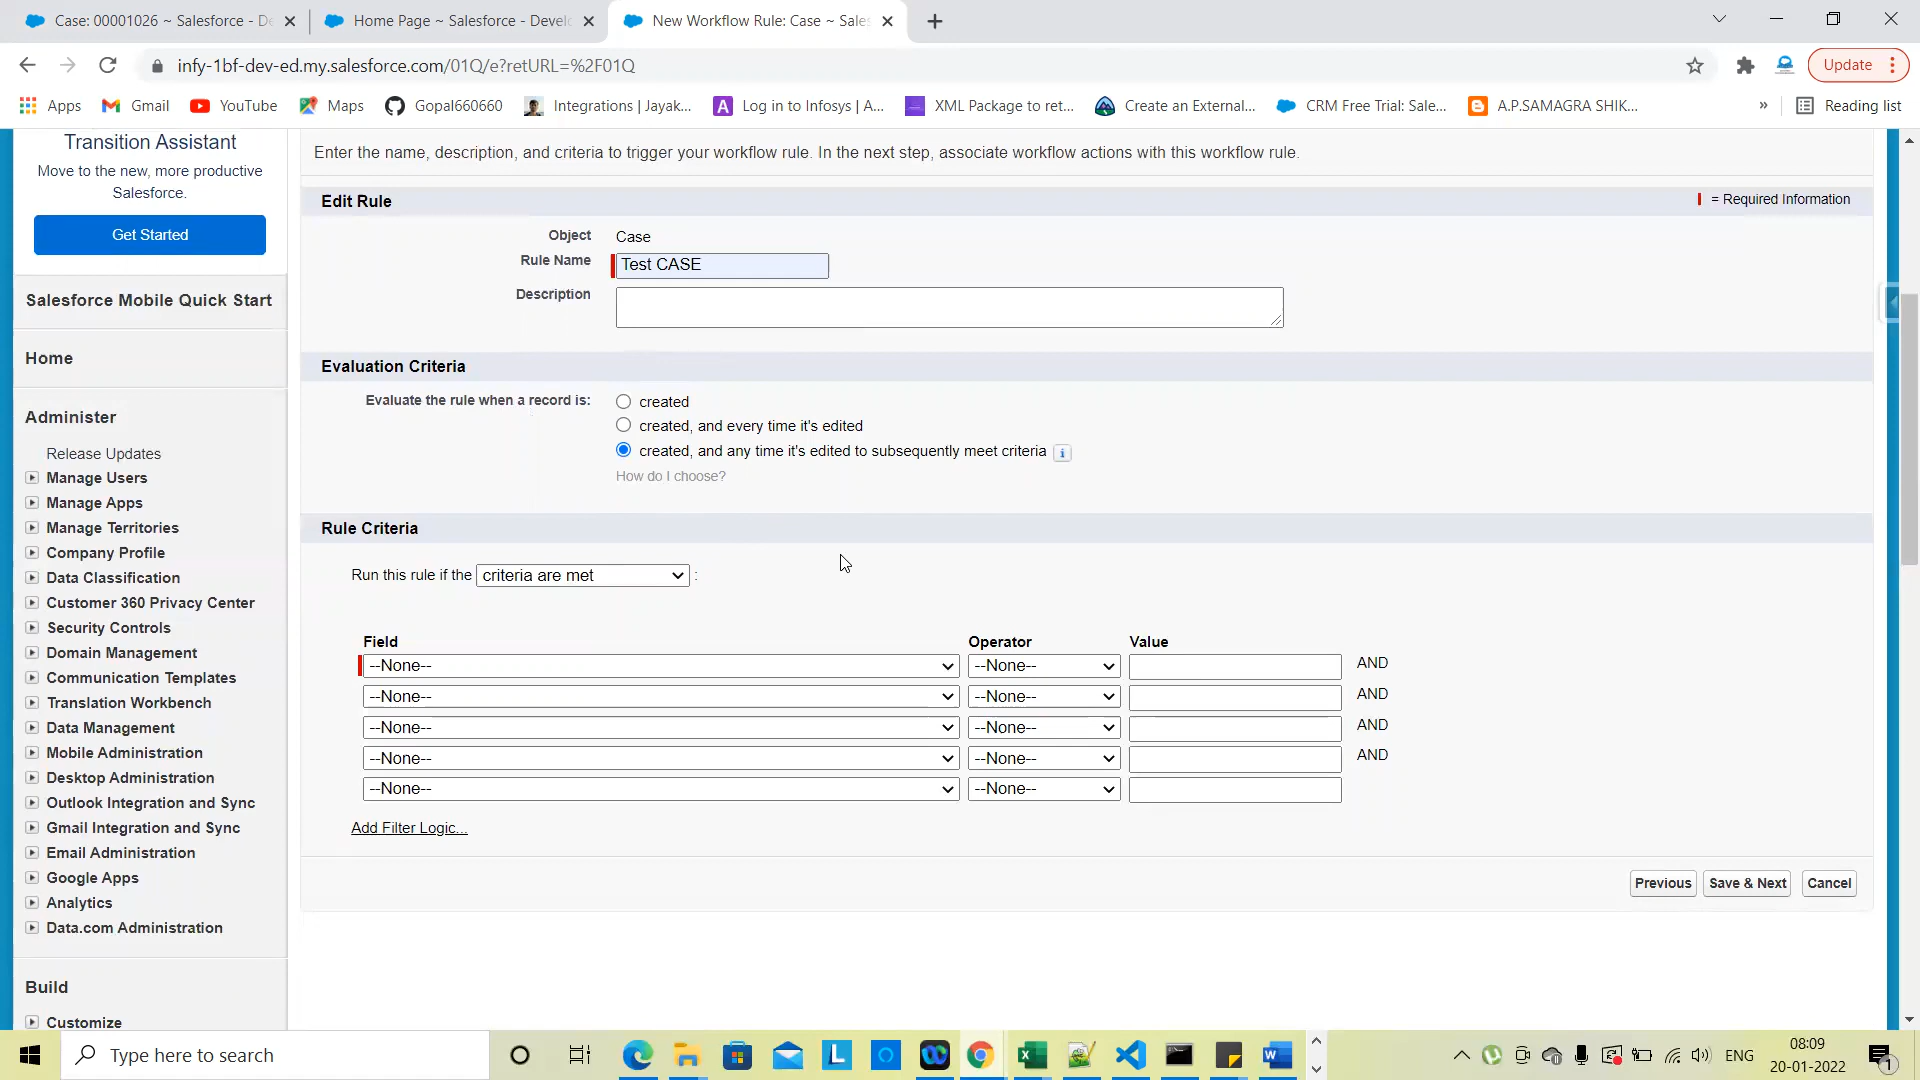 Case: 00001026 ~ Salesforce - De
Home Page ~ Salesforce - Develo
New Workflow Rule: Case ~ Sales
infy-1bf-dev-ed.my.salesforce.com/01Q/e?retURL=%2F01Q
Update
Apps
Gmail
YouTube
Maps
Gopal660060
Integrations | Jayak...
Log in to Infosys | A...
XML Package to ret...
Create an External...
CRM Free Trial: Sale...
A.P.SAMAGRA SHIK...
»
Reading list
Transition Assistant
Move to the new, more productive
Salesforce.
Get Started
Salesforce Mobile Quick Start
Home
Administer
Release Updates
Manage Users
Manage Apps
Manage Territories
Company Profile
Data Classification
Customer 360 Privacy Center
Security Controls
Domain Management
Communication Templates
Translation Workbench
Data Management
Mobile Administration
Desktop Administration
Outlook Integration and Sync
Gmail Integration and Sync
Email Administration
Google Apps
Analytics
Data.com Administration
Build
Customize
Enter the name, description, and criteria to trigger your workflow rule. In the next step, associate workflow actions with this workflow rule.
Edit Rule
= Required Information
Object Case
Rule Name Test CASE
Description
Evaluation Criteria
Evaluate the rule when a record is: created
created, and every time it's edited
created, and any time it's edited to subsequently meet criteria i
How do I choose?
Rule Criteria
Run this rule if the criteria are met :
Field Operator Value
--None-- --None-- AND
--None-- --None-- AND
--None-- --None-- AND
--None-- --None-- AND
--None-- --None--
Add Filter Logic...
Previous Save & Next Cancel
Type here to search
ENG
08:09
20-01-2022
1